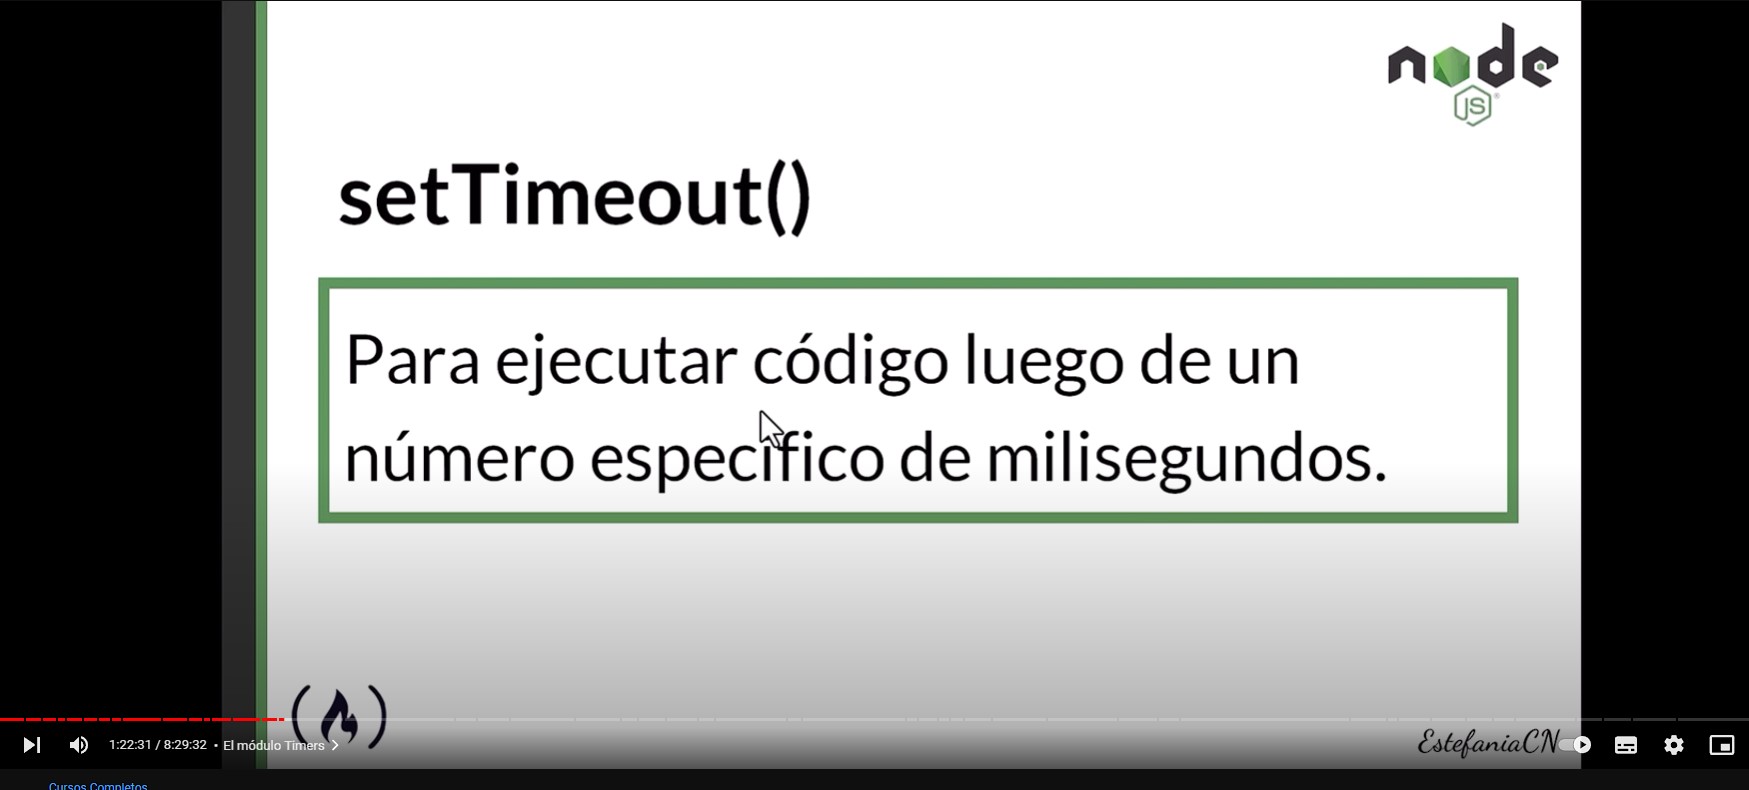 node
JS
setTimeout()
Para ejecutar código luego de un
número específico de milisegundos.
EstefaniaCN
1:22:31 / 8:29:32 • El módulo Timers
Cursos Completos